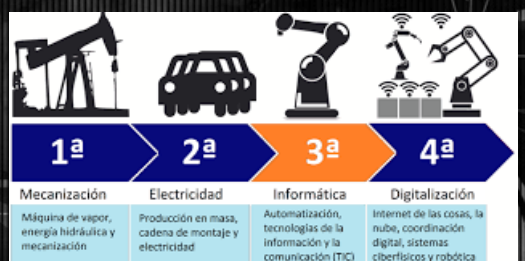 1ª
2ª
3ª
4ª
Mecanización
Electricidad
Informática
Digitalización
Máquina de vapor,
energía hidráulica y
mecanización
Producción en masa,
cadena de montaje y
electricidad
Automatización,
tecnologías de la
información y la
comunicación (TIC)
Internet de las cosas, la
nube, coordinación
digital, sistemas
ciberfísicos y robótica